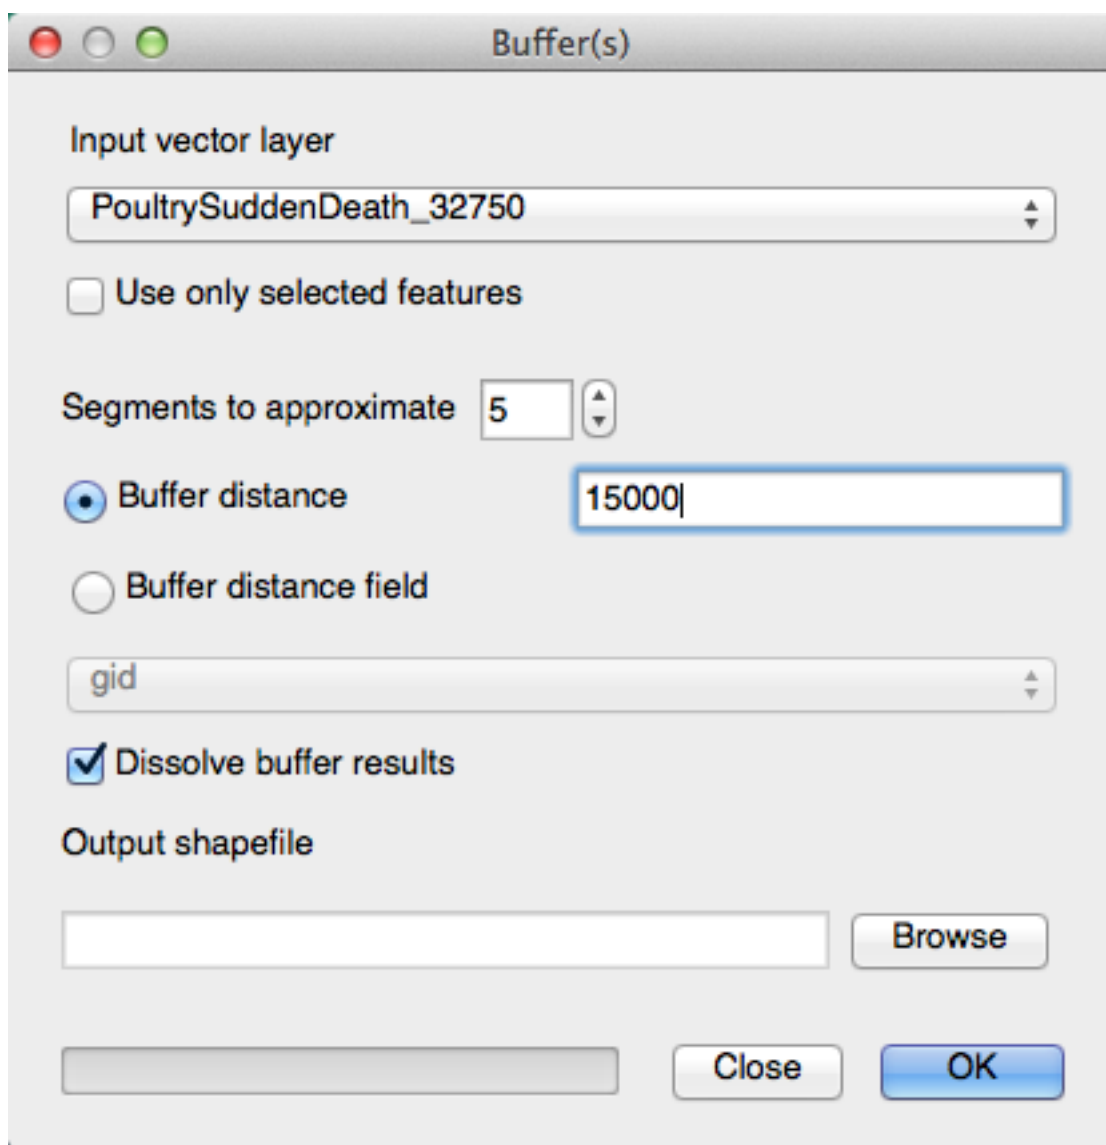 Buffer(s)
Input vector layer
PoultrySuddenDeath_32750
Use only selected features
Segments to approximate 5
Buffer distance 15000
Buffer distance field
gid
Dissolve buffer results
Output shapefile
Browse
Close OK